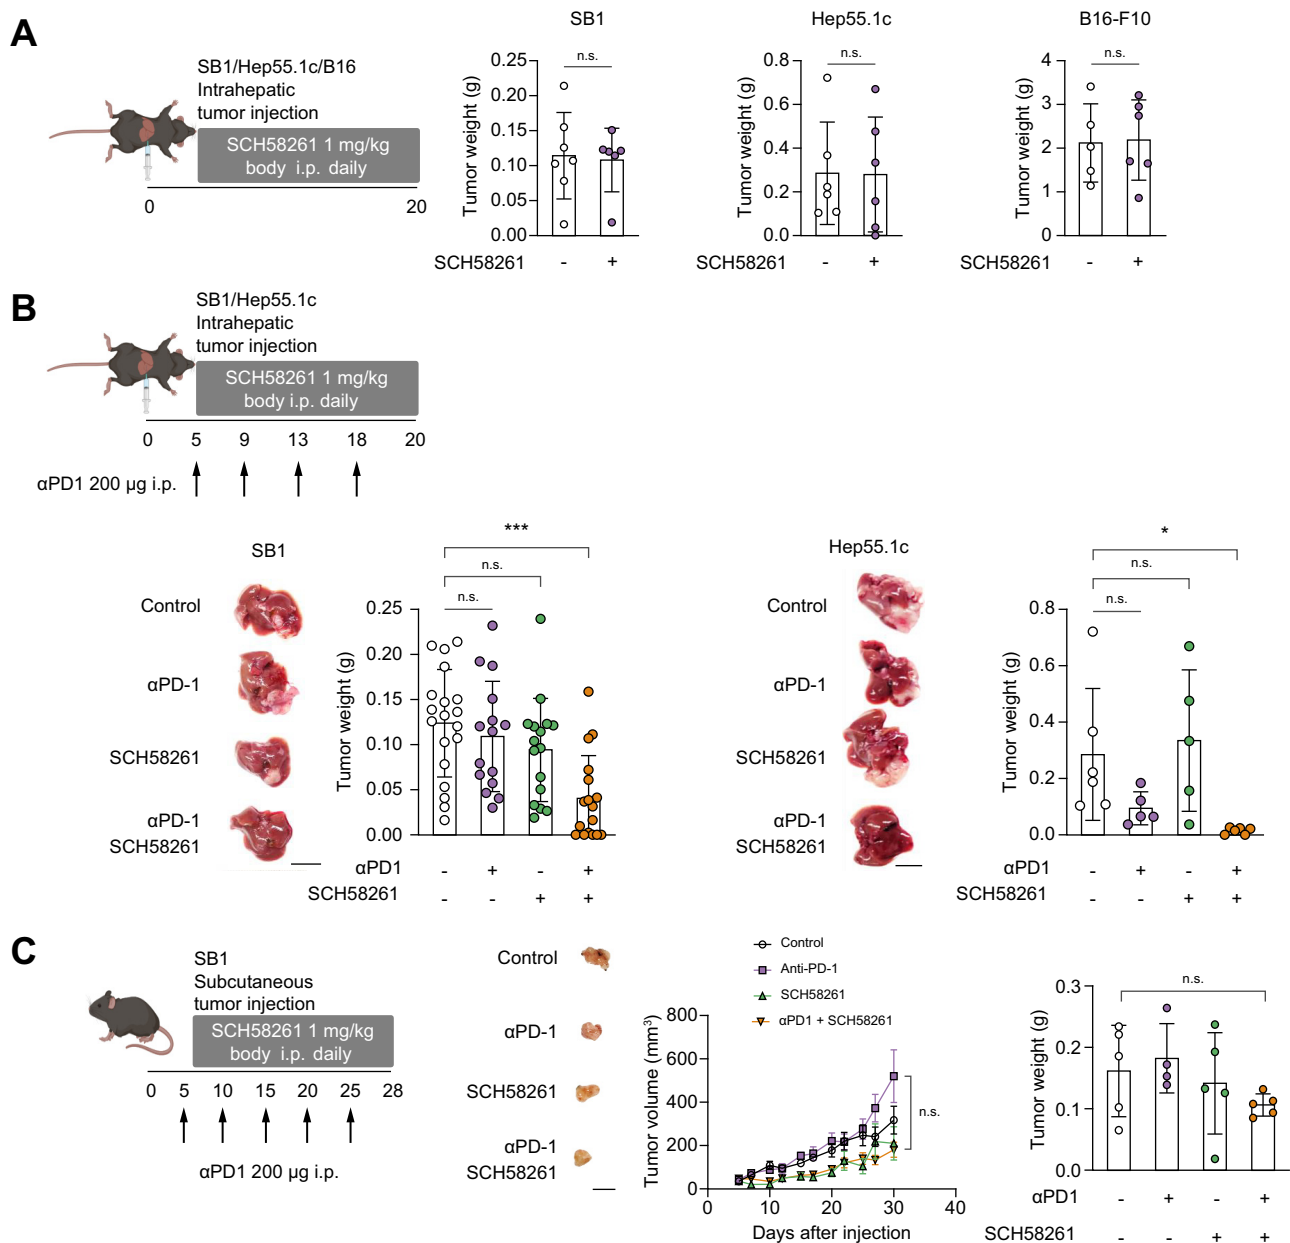 A
SB1/Hep55.1c/B16
Intrahepatic
tumor injection
SCH58261 1 mg/kg
body i.p. daily
0 20
SB1
n.s.
Tumor weight (g)
0.25
0.20
0.15
0.10
0.05
0.00
SCH58261 - +
Hep55.1c
n.s.
Tumor weight (g)
0.8
0.6
0.4
0.2
0.0
SCH58261 - +
B16-F10
n.s.
Tumor weight (g)
4
3
2
1
0
SCH58261 - +
B
SB1/Hep55.1c
Intrahepatic
tumor injection
SCH58261 1 mg/kg
body i.p. daily
0 5 9 13 18 20
αPD1 200 µg i.p.
SB1
Control
αPD-1
SCH58261
αPD-1
SCH58261
***
n.s.
n.s.
Tumor weight (g)
0.25
0.20
0.15
0.10
0.05
0.00
αPD1 - + - +
SCH58261 - - + +
Hep55.1c
Control
αPD-1
SCH58261
αPD-1
SCH58261
*
n.s.
n.s.
Tumor weight (g)
0.8
0.6
0.4
0.2
0.0
αPD1 - + - +
SCH58261 - - + +
C
SB1
Subcutaneous
tumor injection
SCH58261 1 mg/kg
body i.p. daily
0 5 10 15 20 25 28
αPD1 200 µg i.p.
Control
αPD-1
SCH58261
αPD-1
SCH58261
Control
Anti-PD-1
SCH58261
αPD1 + SCH58261
Tumor volume (mm³)
800
600
400
200
0
0 10 20 30 40
Days after injection
n.s.
n.s.
Tumor weight (g)
0.3
0.2
0.1
0.0
αPD1 - + - +
SCH58261 - - + +